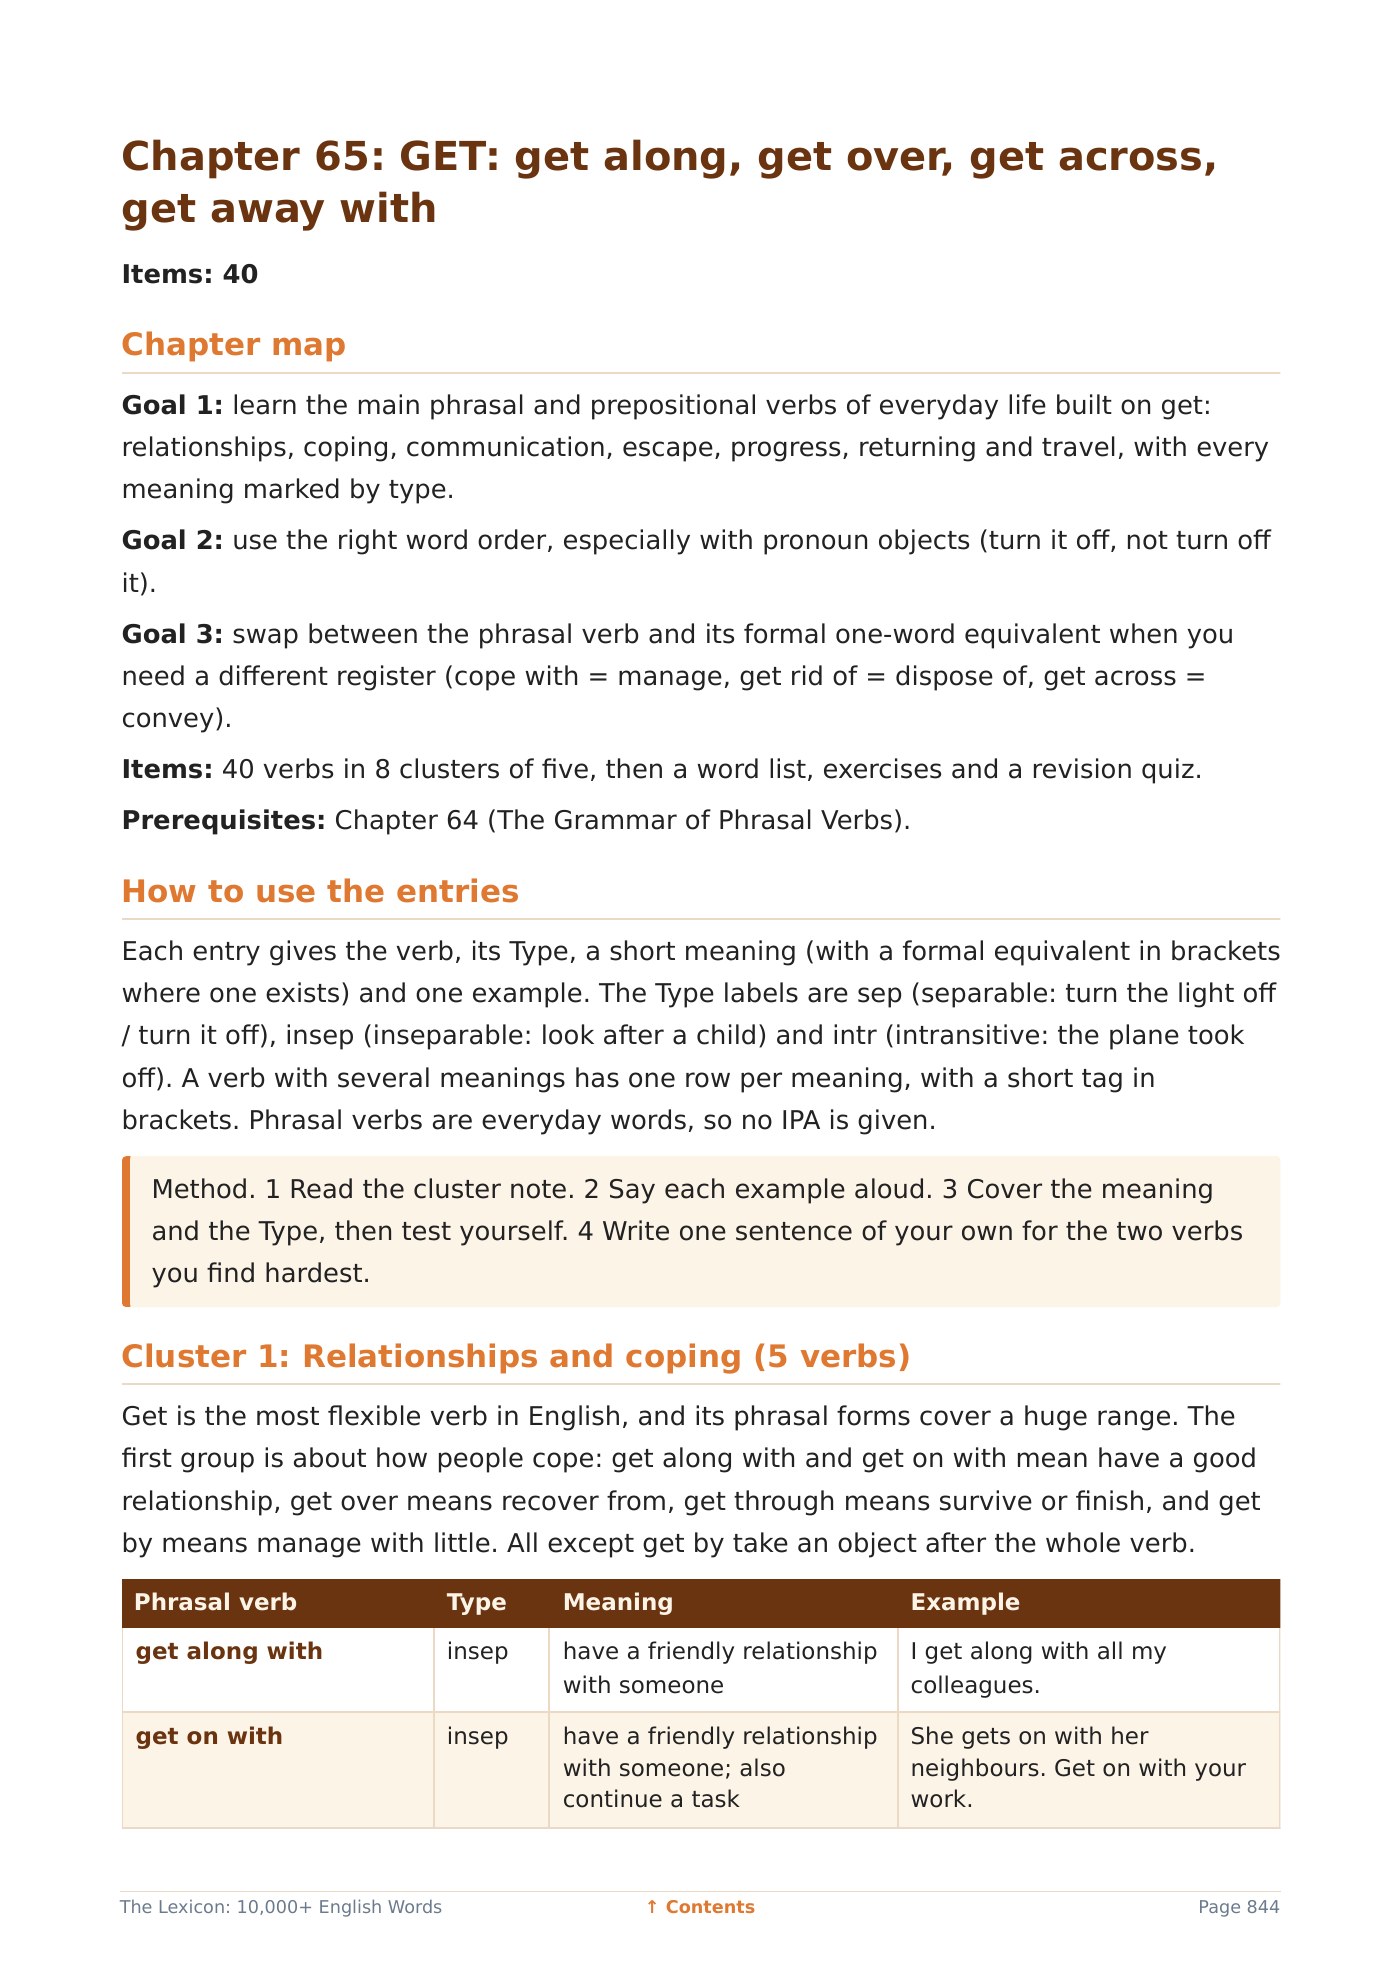 Chapter 65: GET: get along, get over, get across,
get away with
Items: 40
Chapter map
Goal 1: learn the main phrasal and prepositional verbs of everyday life built on get:
relationships, coping, communication, escape, progress, returning and travel, with every
meaning marked by type.
Goal 2: use the right word order, especially with pronoun objects (turn it off, not turn off
it).
Goal 3: swap between the phrasal verb and its formal one-word equivalent when you
need a different register (cope with = manage, get rid of = dispose of, get across =
convey).
Items: 40 verbs in 8 clusters of five, then a word list, exercises and a revision quiz.
Prerequisites: Chapter 64 (The Grammar of Phrasal Verbs).
How to use the entries
Each entry gives the verb, its Type, a short meaning (with a formal equivalent in brackets
where one exists) and one example. The Type labels are sep (separable: turn the light off
/ turn it off), insep (inseparable: look after a child) and intr (intransitive: the plane took
off). A verb with several meanings has one row per meaning, with a short tag in
brackets. Phrasal verbs are everyday words, so no IPA is given.
Method. 1 Read the cluster note. 2 Say each example aloud. 3 Cover the meaning
and the Type, then test yourself. 4 Write one sentence of your own for the two verbs
you find hardest.
Cluster 1: Relationships and coping (5 verbs)
Get is the most flexible verb in English, and its phrasal forms cover a huge range. The
first group is about how people cope: get along with and get on with mean have a good
relationship, get over means recover from, get through means survive or finish, and get
by means manage with little. All except get by take an object after the whole verb.
Phrasal verb Type Meaning Example
get along with insep have a friendly relationship I get along with all my
with someone colleagues.
get on with insep have a friendly relationship She gets on with her
with someone; also neighbours. Get on with your
continue a task work.
The Lexicon: 10,000+ English Words ↑ Contents Page 844